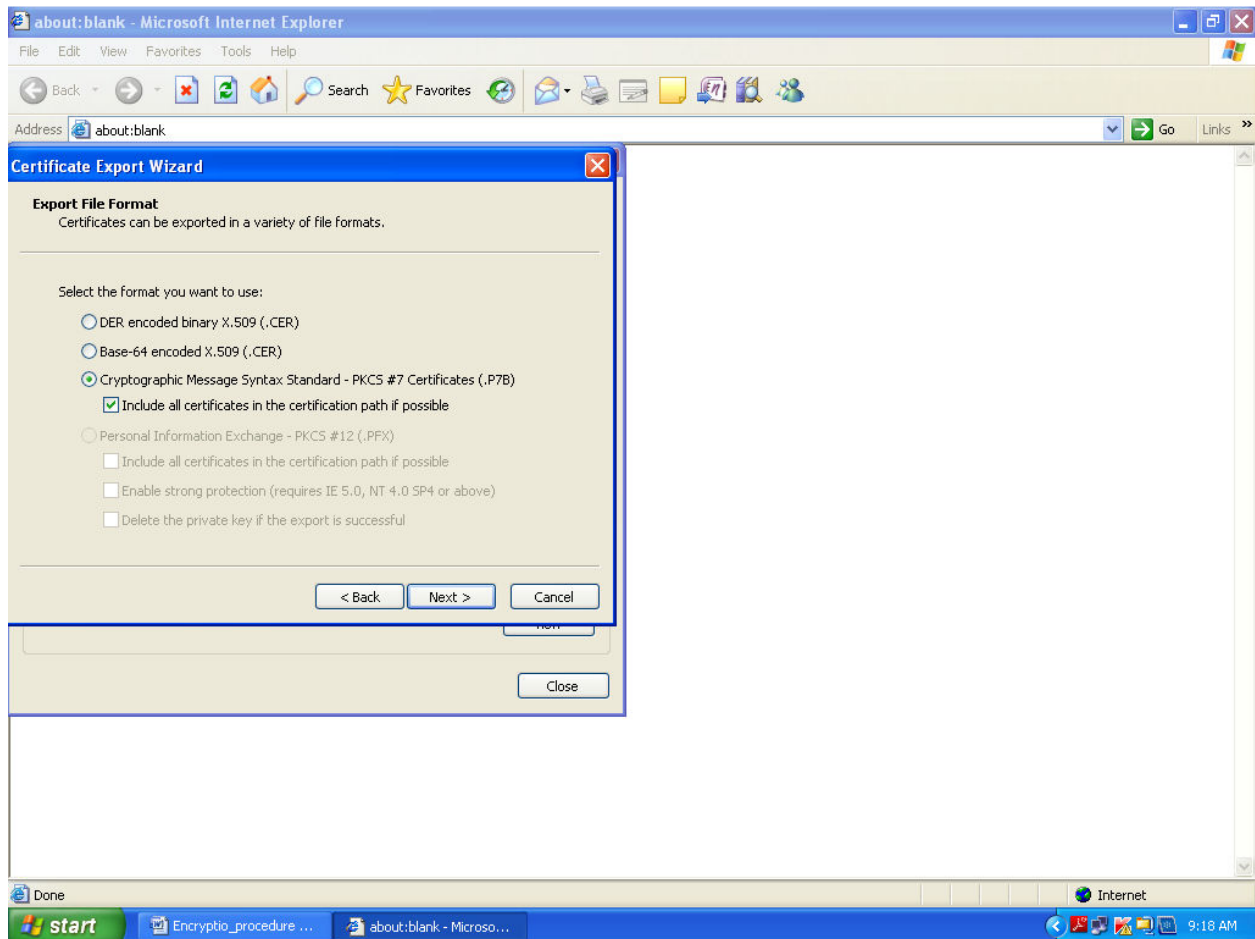 about:blank - Microsoft Internet Explorer
File Edit View Favorites Tools Help
Back Search Favorites
Address about:blank Go Links »
Certificate Export Wizard
Export File Format
Certificates can be exported in a variety of file formats.
Select the format you want to use:
DER encoded binary X.509 (.CER)
Base-64 encoded X.509 (.CER)
Cryptographic Message Syntax Standard - PKCS #7 Certificates (.P7B)
Include all certificates in the certification path if possible
Personal Information Exchange - PKCS #12 (.PFX)
Include all certificates in the certification path if possible
Enable strong protection (requires IE 5.0, NT 4.0 SP4 or above)
Delete the private key if the export is successful
< Back Next > Cancel
Close
Done Internet
start Encryptio_procedure ... about:blank - Microso... 9:18 AM